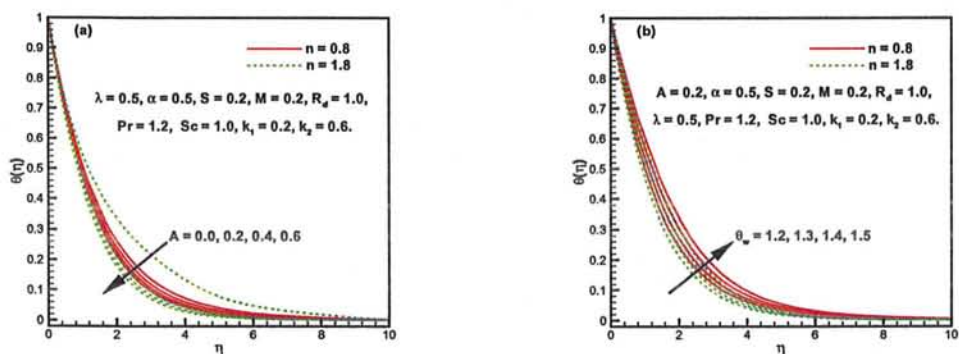 (a)
n = 0.8
n = 1.8
λ = 0.5, α = 0.5, S = 0.2, M = 0.2, R_d = 1.0,
Pr = 1.2, Sc = 1.0, k₁ = 0.2, k₂ = 0.6.
A = 0.0, 0.2, 0.4, 0.6
θ(η)
1
0.9
0.8
0.7
0.6
0.5
0.4
0.3
0.2
0.1
0
0 2 4 6 8 10
η
(b)
n = 0.8
n = 1.8
A = 0.2, α = 0.5, S = 0.2, M = 0.2, R_d = 1.0,
λ = 0.5, Pr = 1.2, Sc = 1.0, k₁ = 0.2, k₂ = 0.6.
θ_w = 1.2, 1.3, 1.4, 1.5
θ(η)
1
0.9
0.8
0.7
0.6
0.5
0.4
0.3
0.2
0.1
0
0 2 4 6 8 10
η